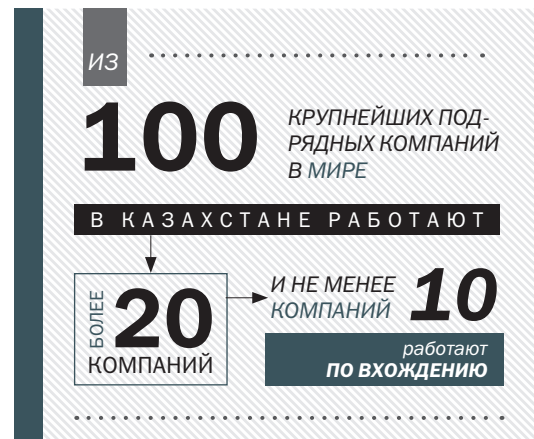 ИЗ
100
КРУПНЕЙШИХ ПОД-
РЯДНЫХ КОМПАНИЙ
В МИРЕ
В КАЗАХСТАНЕ РАБОТАЮТ
БОЛЕЕ
20
КОМПАНИЙ
И НЕ МЕНЕЕ
КОМПАНИЙ
10
работают
ПО ВХОЖДЕНИЮ